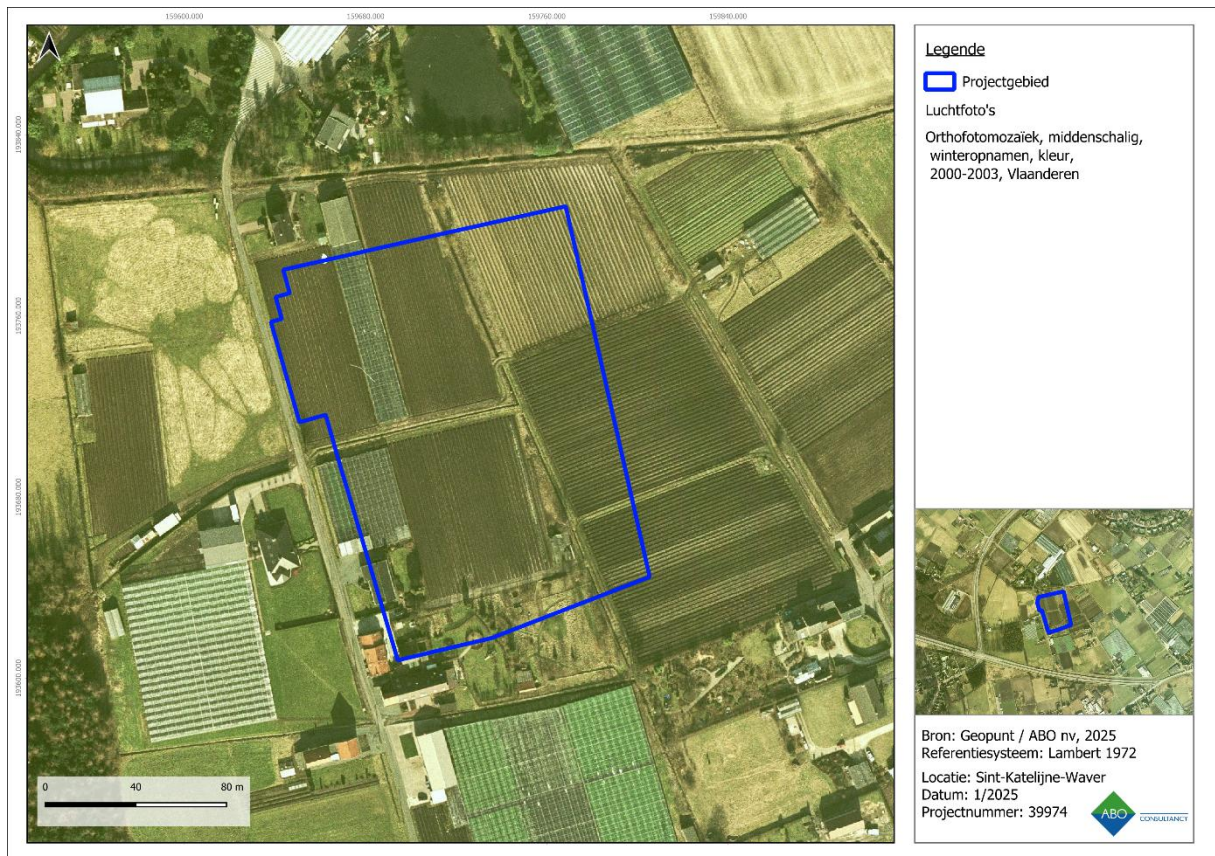 159600.000 159680.000 159760.000 159840.000
193840.000
193760.000
193680.000
193600.000
0 40 80 m
Legende
Projectgebied
Luchtfoto's
Orthofotomozaïek, middenschalig,
winteropnamen, kleur,
2000-2003, Vlaanderen
Bron: Geopunt / ABO nv, 2025
Referentiesysteem: Lambert 1972
Locatie: Sint-Katelijne-Waver
Datum: 1/2025
Projectnummer: 39974
ABO CONSULTANCY